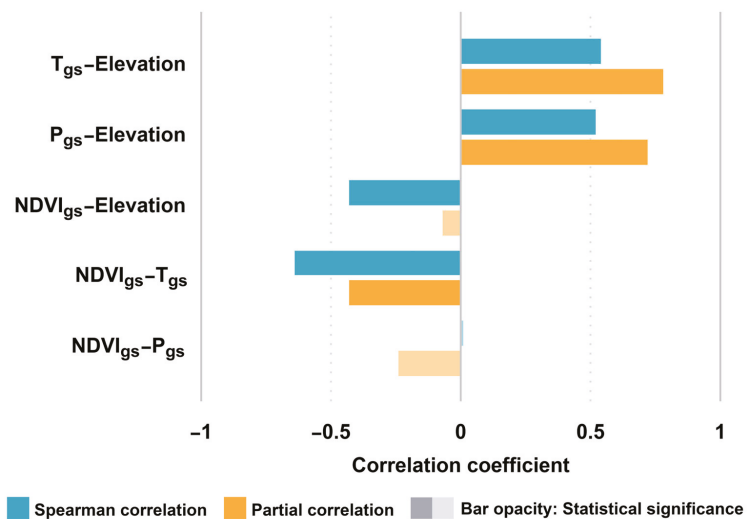 Tgs−Elevation
Pgs−Elevation
NDVIgs−Elevation
NDVIgs−Tgs
NDVIgs−Pgs
−1 −0.5 0 0.5 1
Correlation coefficient
Spearman correlation Partial correlation Bar opacity: Statistical significance